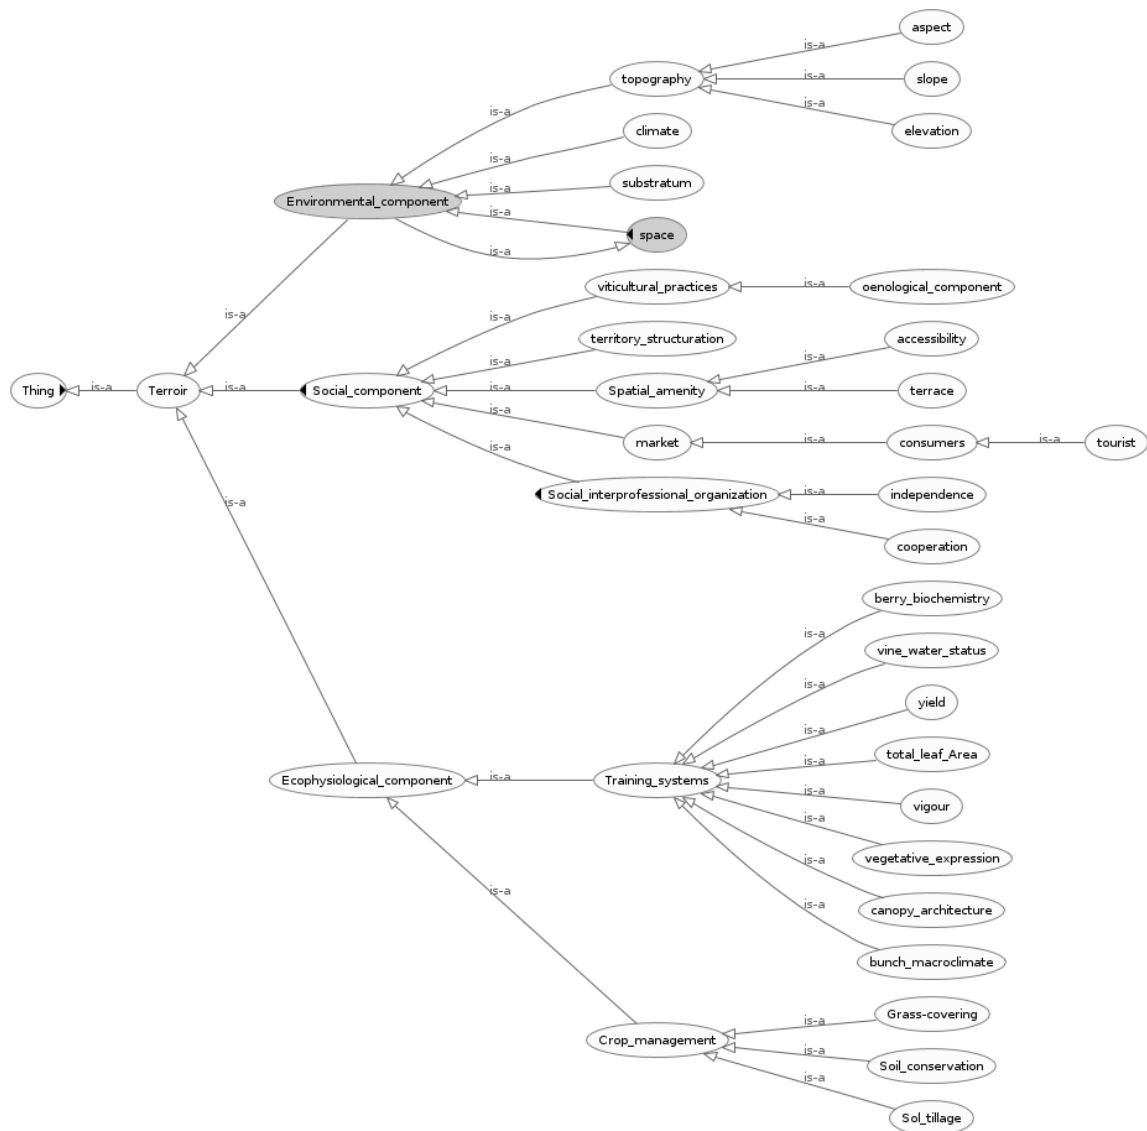 aspect
is-a
topography
is-a
slope
is-a
is-a
elevation
climate
is-a
substratum
Environmental_component
is-a
is-a
space
is-a
viticultural_practices
is-a
oenological_component
is-a
is-a
territory_structuration
accessibility
is-a
is-a
Thing
is-a
Terroir
is-a
Social_component
is-a
Spatial_amenity
is-a
terrace
is-a
market
is-a
consumers
is-a
tourist
is-a
Social_interprofessional_organization
is-a
independence
is-a
is-a
cooperation
berry_biochemistry
is-a
vine_water_status
is-a
yield
is-a
total_leaf_Area
is-a
Ecophysiological_component
is-a
Training_systems
is-a
vigour
is-a
vegetative_expression
is-a
is-a
canopy_architecture
is-a
bunch_macroclimate
Grass-covering
is-a
Crop_management
is-a
Soil_conservation
is-a
Sol_tillage